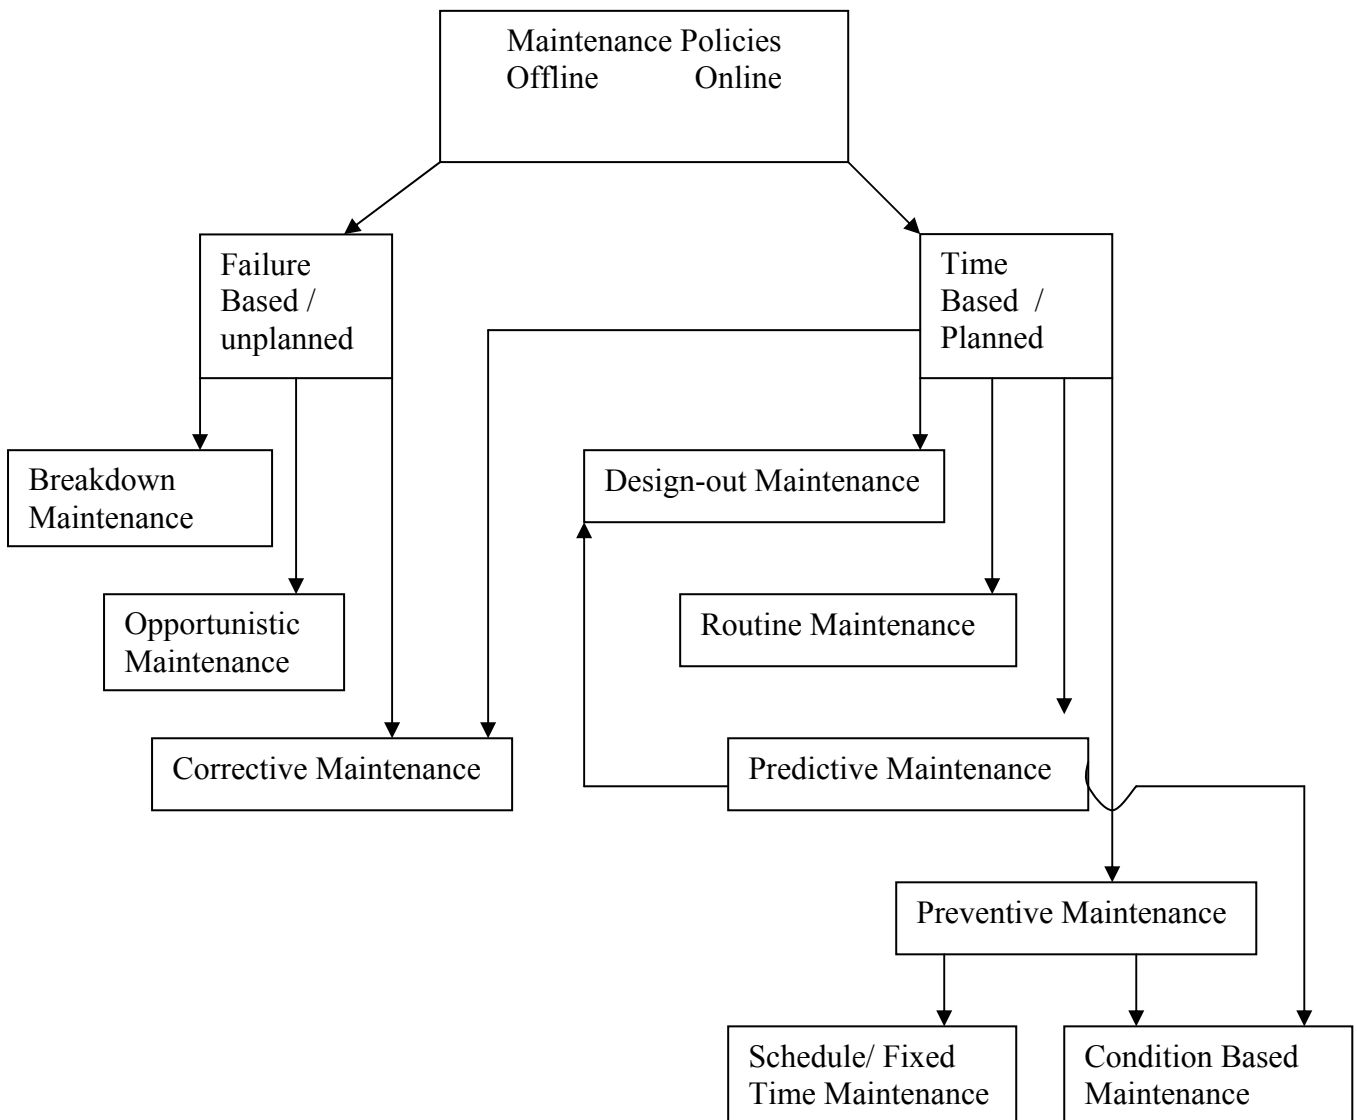 Maintenance Policies
Offline Online
Failure
Based /
unplanned
Time
Based /
Planned
Breakdown
Maintenance
Design-out Maintenance
Opportunistic
Maintenance
Routine Maintenance
Corrective Maintenance
Predictive Maintenance
Preventive Maintenance
Schedule/ Fixed
Time Maintenance
Condition Based
Maintenance